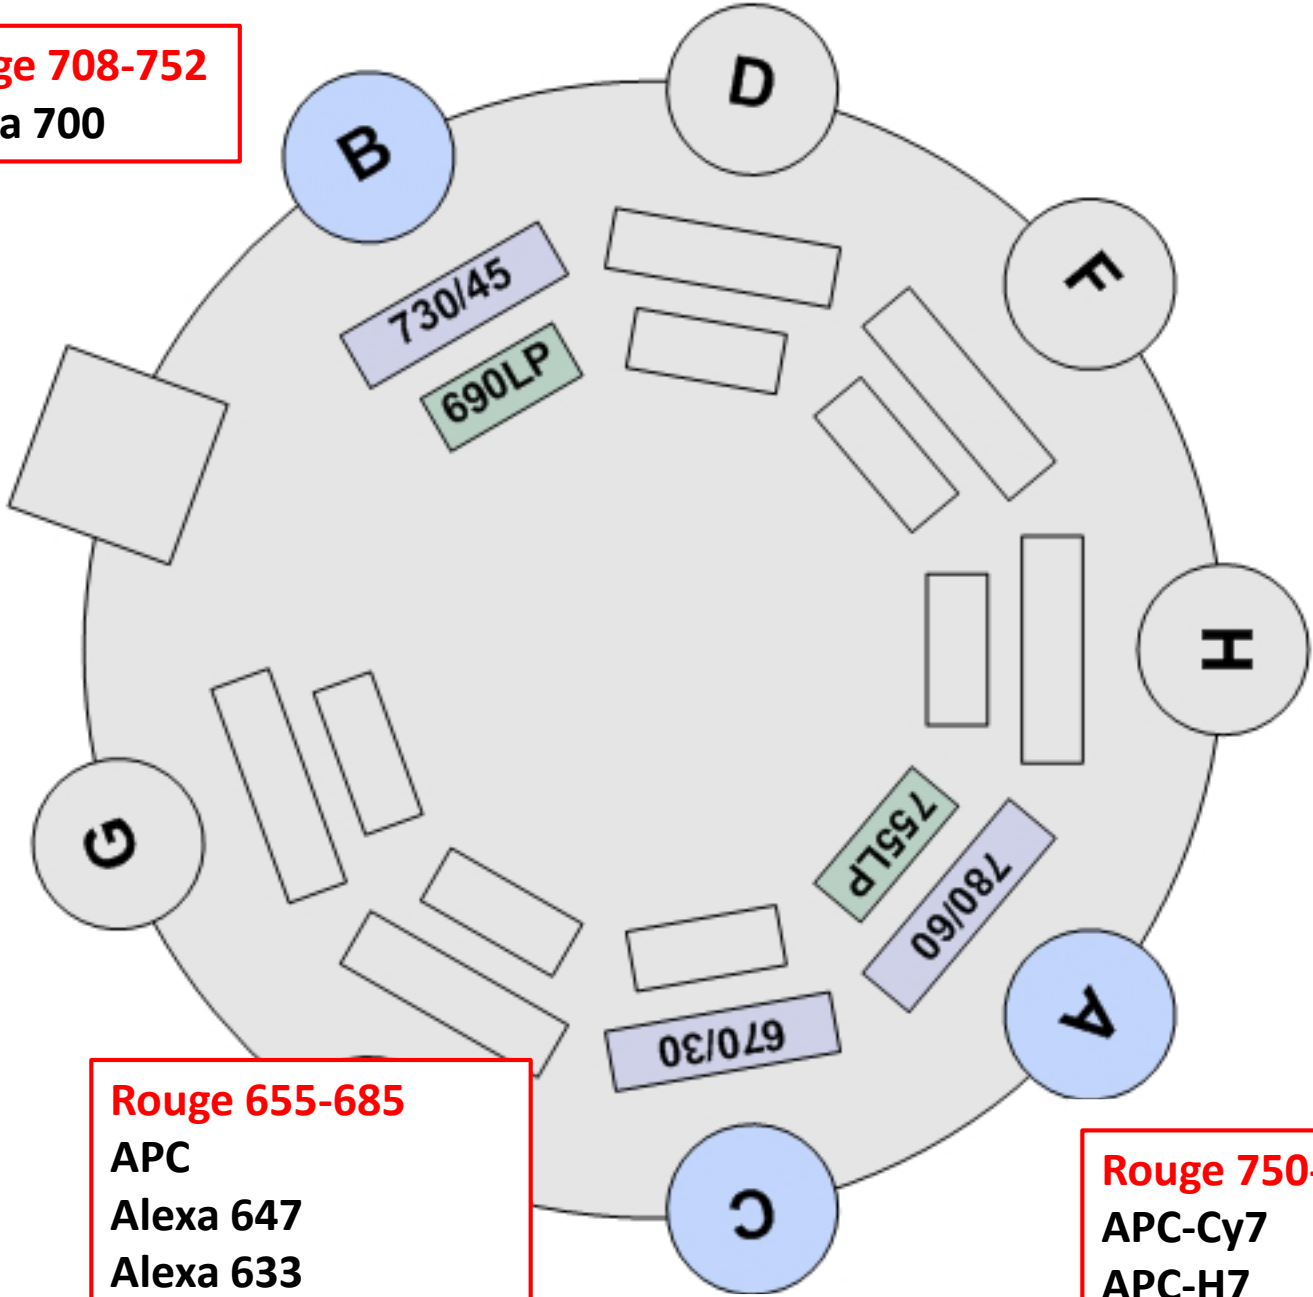 ge 708-752
a 700
B
D
F
H
A
C
G
730/45
690LP
755LP
780/60
670/30
Rouge 655-685
APC
Alexa 647
Alexa 633
Rouge 750-
APC-Cy7
APC-H7